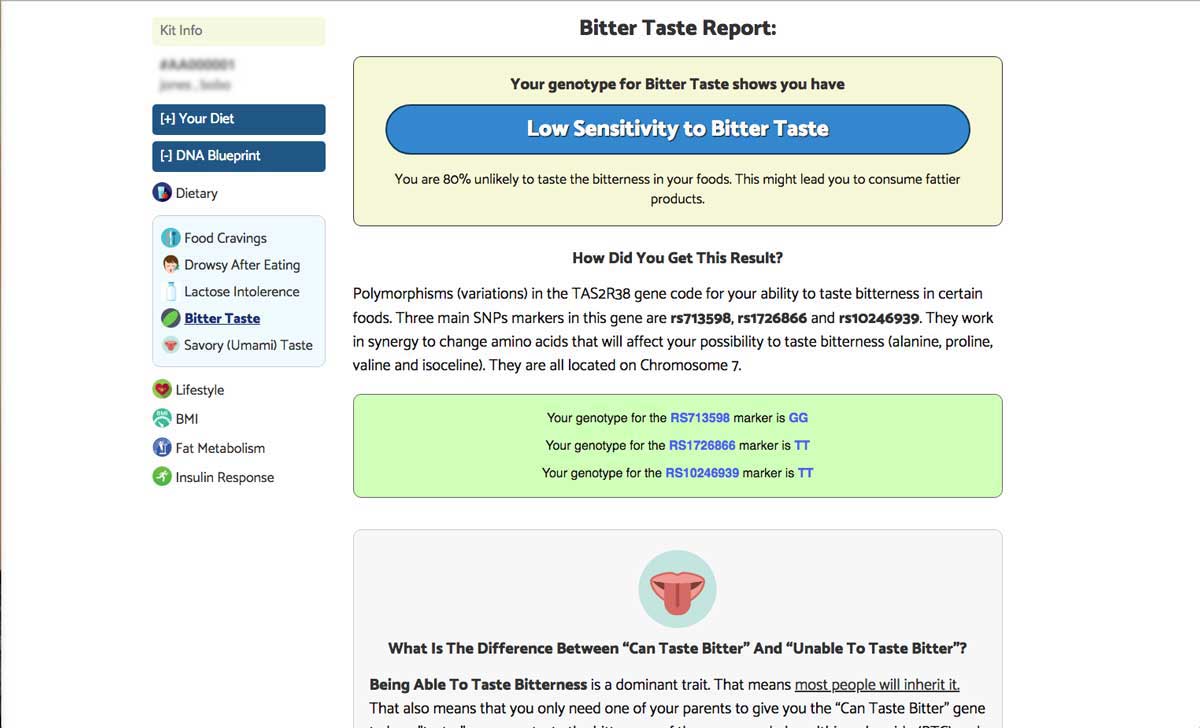 Kit Info
[+] Your Diet
[-] DNA Blueprint
Dietary
Food Cravings
Drowsy After Eating
Lactose Intolerence
Bitter Taste
Savory (Umami) Taste
Lifestyle
BMI
BMI
Fat Metabolism
Insulin Response
Bitter Taste Report:
Your genotype for Bitter Taste shows you have
Low Sensitivity to Bitter Taste
You are 80% unlikely to taste the bitterness in your foods. This might lead you to consume fattier
products.
How Did You Get This Result?
Polymorphisms (variations) in the TAS2R38 gene code for your ability to taste bitterness in certain
foods. Three main SNPs markers in this gene are rs713598, rs1726866 and rs10246939. They work
in synergy to change amino acids that will affect your possibility to taste bitterness (alanine, proline,
valine and isoceline). They are all located on Chromosome 7.
Your genotype for the RS713598 marker is GG
Your genotype for the RS1726866 marker is TT
Your genotype for the RS10246939 marker is TT
What Is The Difference Between “Can Taste Bitter” And “Unable To Taste Bitter”?
Being Able To Taste Bitterness is a dominant trait. That means most people will inherit it.
That also means that you only need one of your parents to give you the “Can Taste Bitter” gene